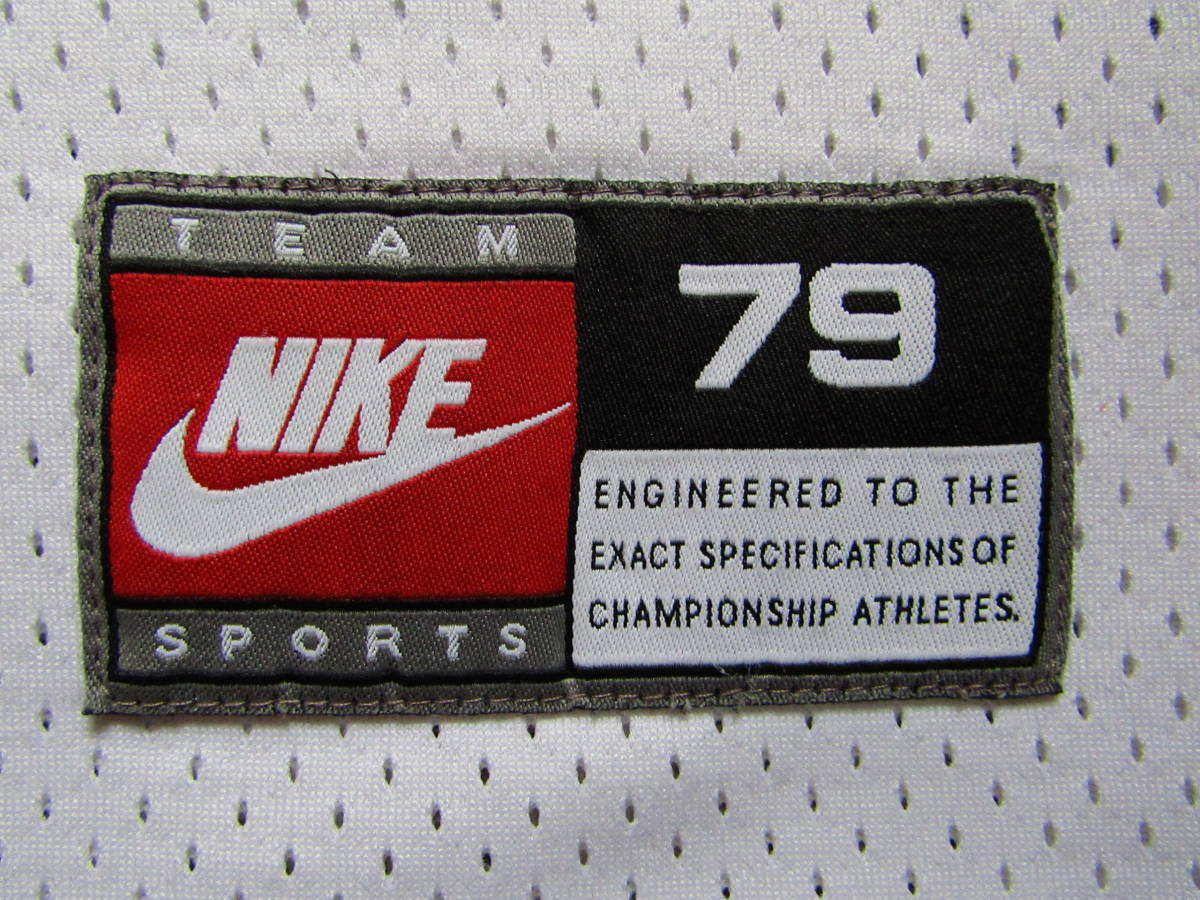 TEAM
NIKE
SPORTS
79
ENGINEERED TO THE
EXACT SPECIFICATIONS OF
CHAMPIONSHIP ATHLETES.